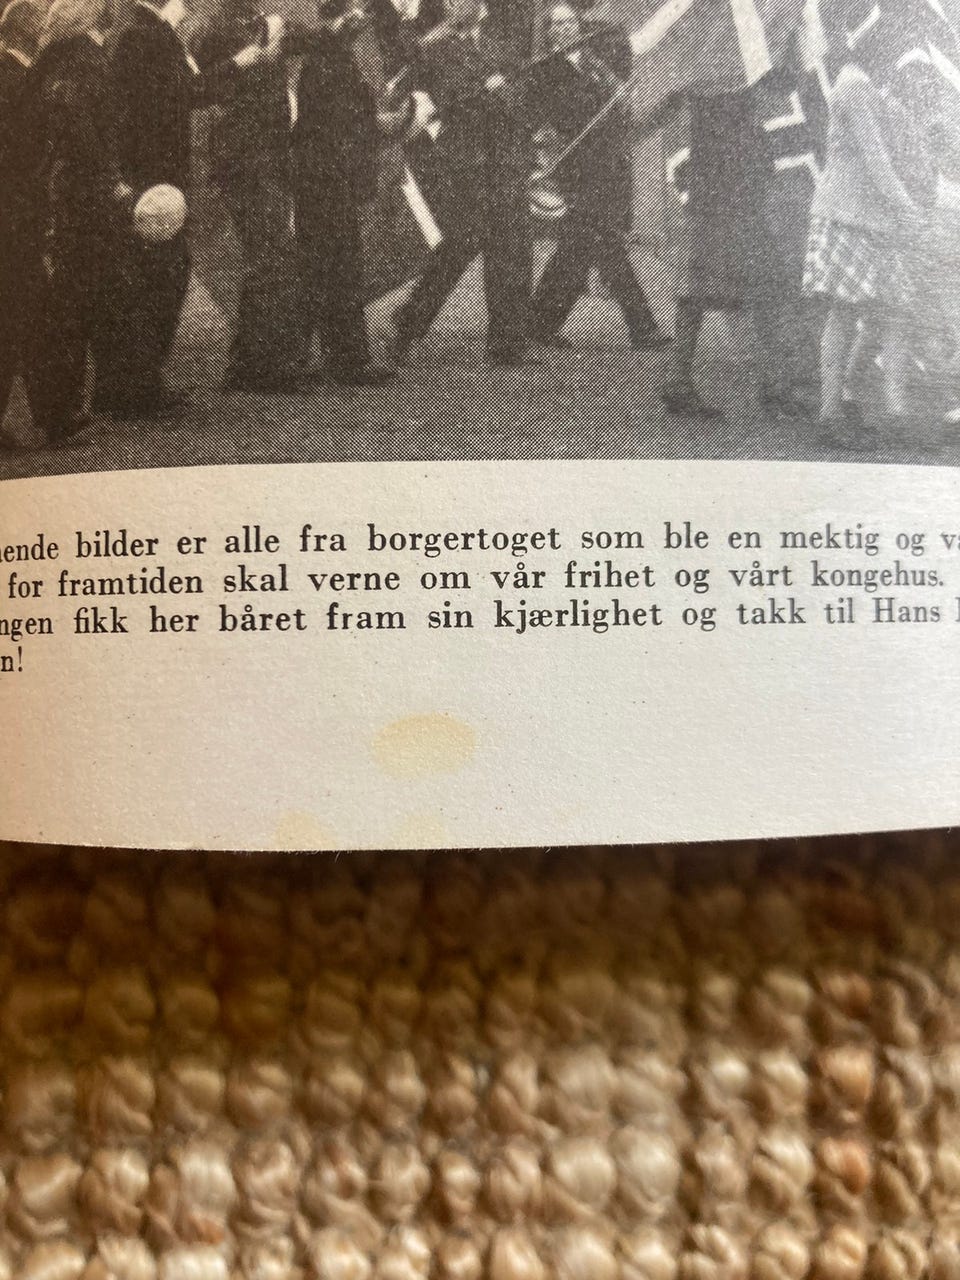 ende bilder er alle fra borgertoget som ble en mektig og v
for framtiden skal verne om vår frihet og vårt kongehus.
ngen fikk her båret fram sin kjærlighet og takk til Hans
n!